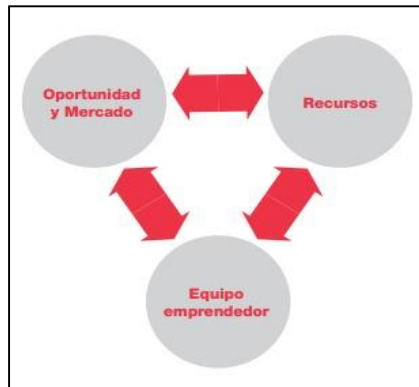 Oportunidad
y Mercado
Recursos
Equipo
emprendedor